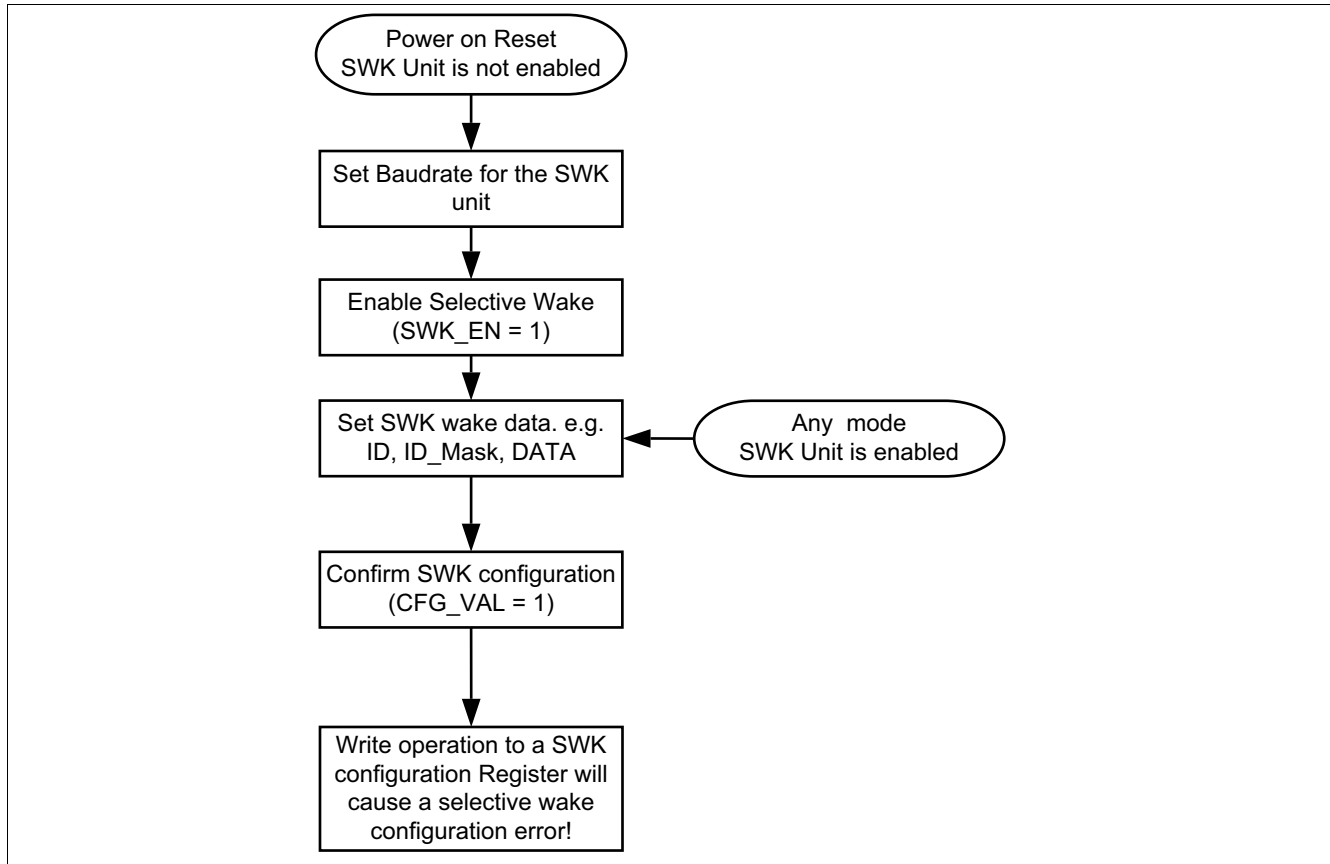 Power on Reset
SWK Unit is not enabled
Set Baudrate for the SWK
unit
Enable Selective Wake
(SWK_EN = 1)
Set SWK wake data. e.g.
ID, ID_Mask, DATA
Any mode
SWK Unit is enabled
Confirm SWK configuration
(CFG_VAL = 1)
Write operation to a SWK
configuration Register will
cause a selective wake
configuration error!